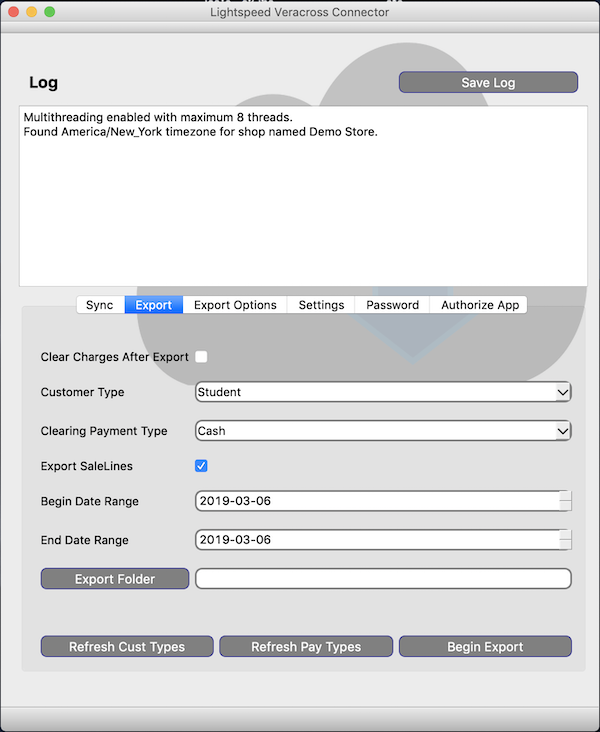 Lightspeed Veracross Connector
Log
Save Log
Multithreading enabled with maximum 8 threads.
Found America/New_York timezone for shop named Demo Store.
Sync Export Export Options Settings Password Authorize App
Clear Charges After Export
Customer Type Student
Clearing Payment Type Cash
Export SaleLines
Begin Date Range 2019-03-06
End Date Range 2019-03-06
Export Folder
Refresh Cust Types Refresh Pay Types Begin Export